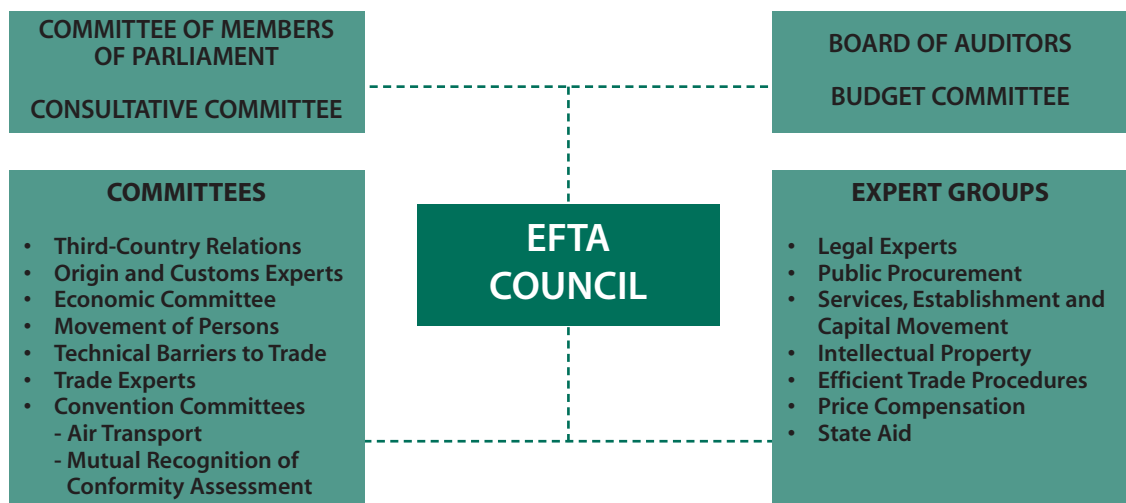 COMMITTEE OF MEMBERS
OF PARLIAMENT
CONSULTATIVE COMMITTEE
BOARD OF AUDITORS
BUDGET COMMITTEE
COMMITTEES
• Third-Country Relations
• Origin and Customs Experts
• Economic Committee
• Movement of Persons
• Technical Barriers to Trade
• Trade Experts
• Convention Committees
- Air Transport
- Mutual Recognition of
Conformity Assessment
EFTA
COUNCIL
EXPERT GROUPS
• Legal Experts
• Public Procurement
• Services, Establishment and
Capital Movement
• Intellectual Property
• Efficient Trade Procedures
• Price Compensation
• State Aid